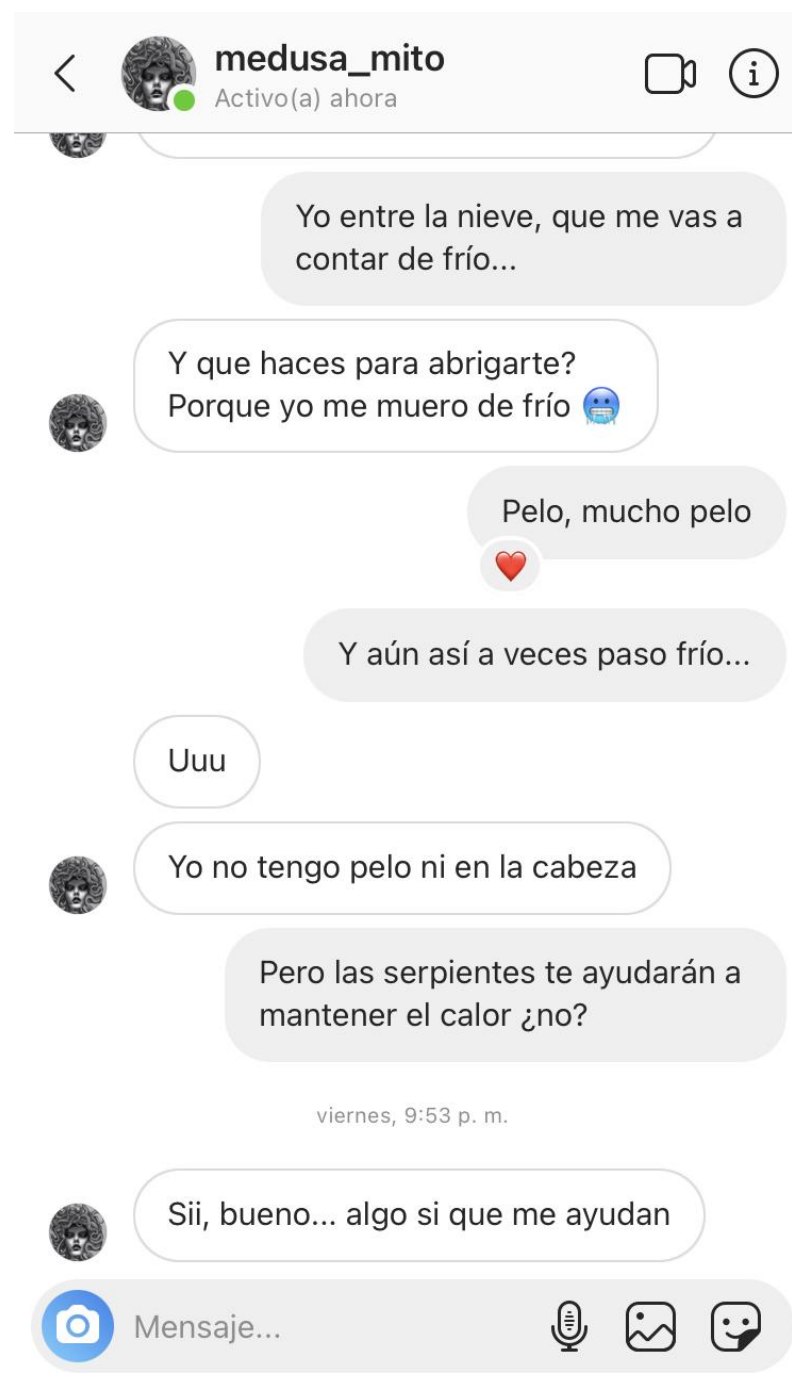 medusa_mito
Activo(a) ahora
Yo entre la nieve, que me vas a
contar de frío...
Y que haces para abrigarte?
Porque yo me muero de frío 🥶
Pelo, mucho pelo
Y aún así a veces paso frío...
Uuu
Yo no tengo pelo ni en la cabeza
Pero las serpientes te ayudarán a
mantener el calor ¿no?
viernes, 9:53 p. m.
Sii, bueno... algo si que me ayudan
Mensaje...